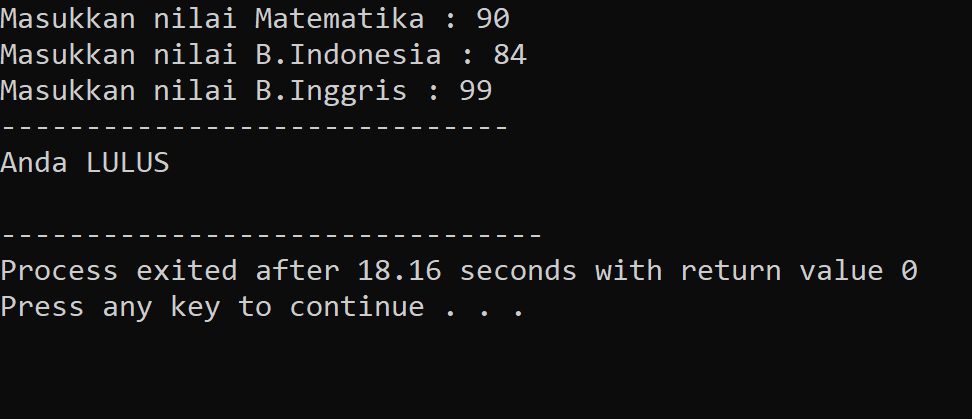 Masukkan nilai Matematika : 90
Masukkan nilai B.Indonesia : 84
Masukkan nilai B.Inggris : 99
------------------------------
Anda LULUS
--------------------------------
Process exited after 18.16 seconds with return value 0
Press any key to continue . . .